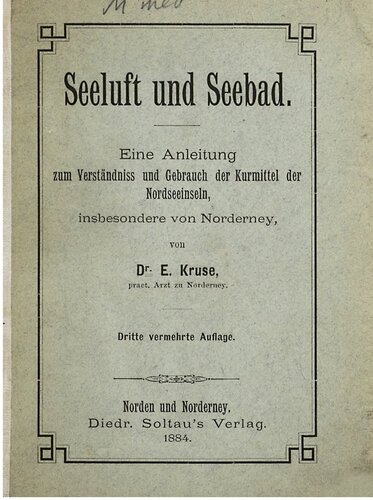 M med
Seeluft und Seebad.
Eine Anleitung
zum Verständniss und Gebrauch der Kurmittel der
Nordseeinseln,
insbesondere von Norderney,
von
Dr. E. Kruse,
pract. Arzt zu Norderney.
Dritte vermehrte Auflage.
Norden und Norderney,
Diedr. Soltau's Verlag.
1884.